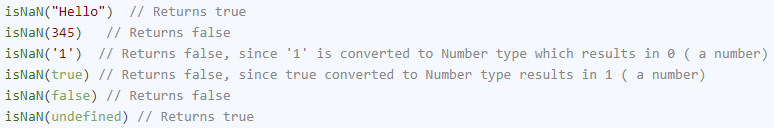 isNaN("Hello")  // Returns true
isNaN(345)   // Returns false
isNaN('1')  // Returns false, since '1' is converted to Number type which results in 0 ( a number)
isNaN(true) // Returns false, since true converted to Number type results in 1 ( a number)
isNaN(false) // Returns false
isNaN(undefined) // Returns true